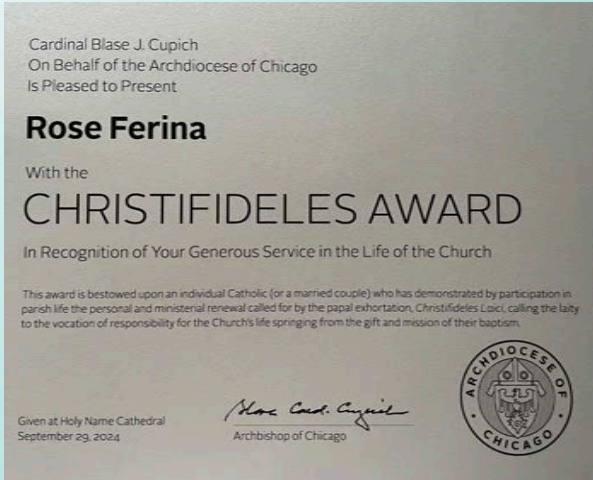 Cardinal Blase J. Cupich
On Behalf of the Archdiocese of Chicago
Is Pleased to Present
Rose Ferina
With the
CHRISTIFIDELES AWARD
In Recognition of Your Generous Service in the Life of the Church
This award is bestowed upon an individual Catholic (or a married couple) who has demonstrated by participation in
parish life the personal and ministerial renewal called for by the papal exhortation, Christifideles Laici, calling the laity
to the vocation of responsibility for the Church's life springing from the gift and mission of their baptism.
Given at Holy Name Cathedral
September 29, 2024
Blase Card. Cupich
Archbishop of Chicago
ARCHDIOCESE OF
CHICAGO